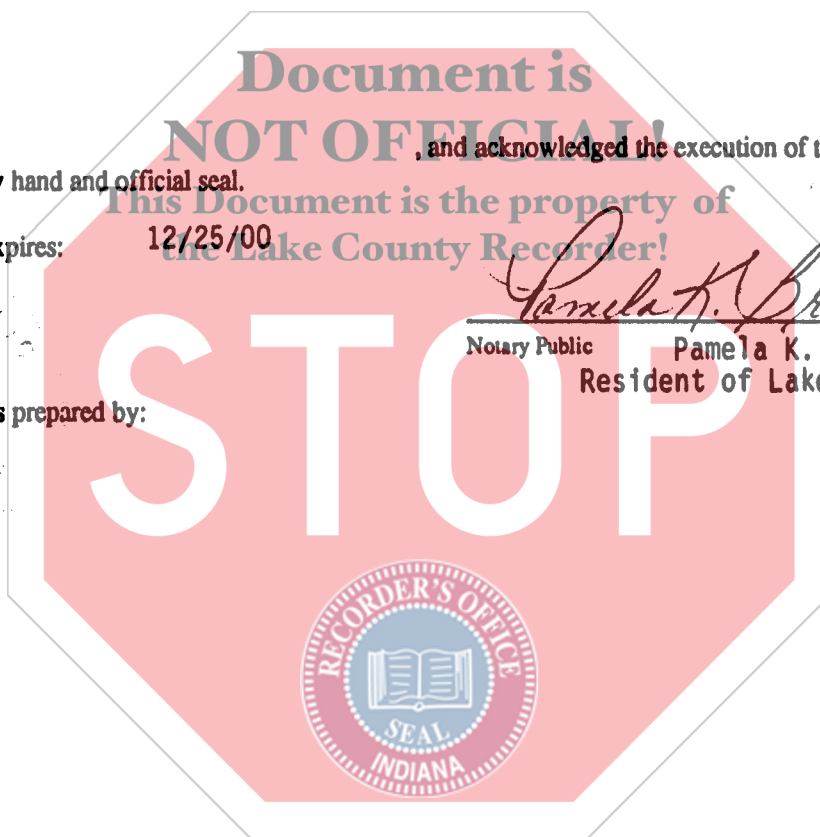 Document is
NOT OFFICIAL!
, and acknowledged the execution of
hand and official seal.
This Document is the property of
the Lake County Recorder!
12/25/00
Pamela K.
Notary Public Pamela K.
Resident of Lake
prepared by:
STOP
RECORDER'S OFFICE
SEAL
INDIANA